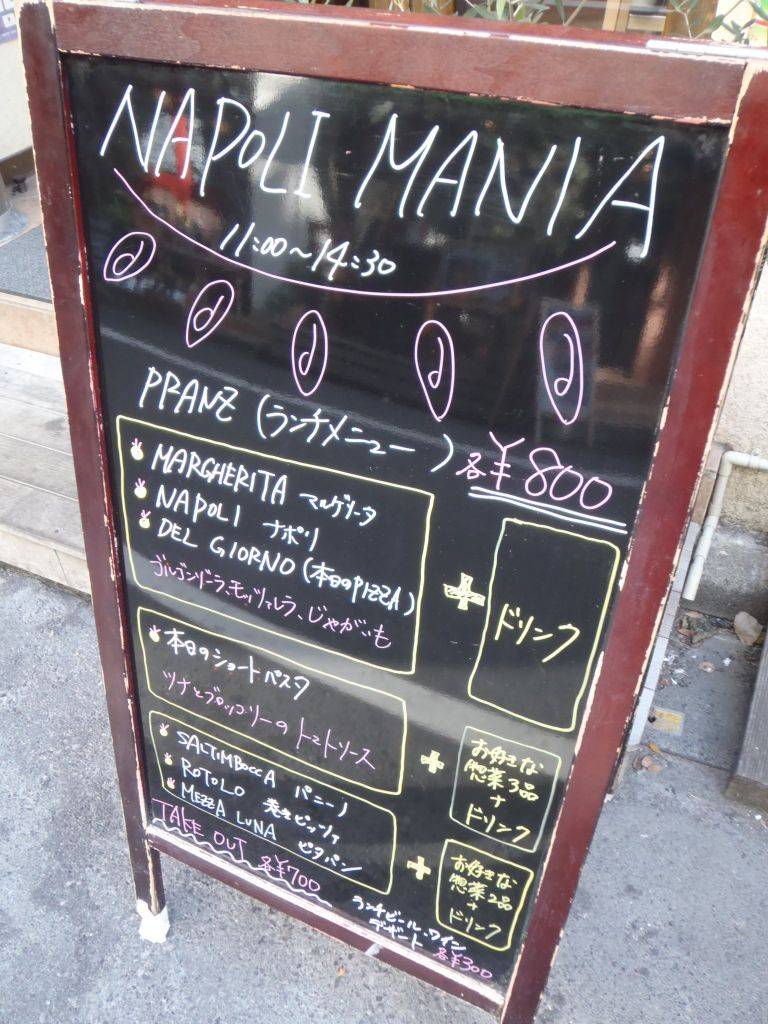 NAPOLI MANIA
11:00~14:30
PRANZ (ランチメニュー) 各¥800
MARGHERITA マルゲリータ
NAPOLI ナポリ
DEL GIORNO (本日のPIZZA)
ゴルゴンゾーラ、モッツァレラ、じゃがいも
+
ドリンク
本日のショートパスタ
ツナとブロッコリーのトマトソース
+
お好きな
惣菜3品
+
ドリンク
SALTIMBOCCA パニーノ
ROTOLO 巻きピッツァ
MEZZA LUNA ピタパン
+
お好きな
惣菜2品
+
ドリンク
TAKE OUT 各¥700
ランチビール・ワイン
デザート 各¥300